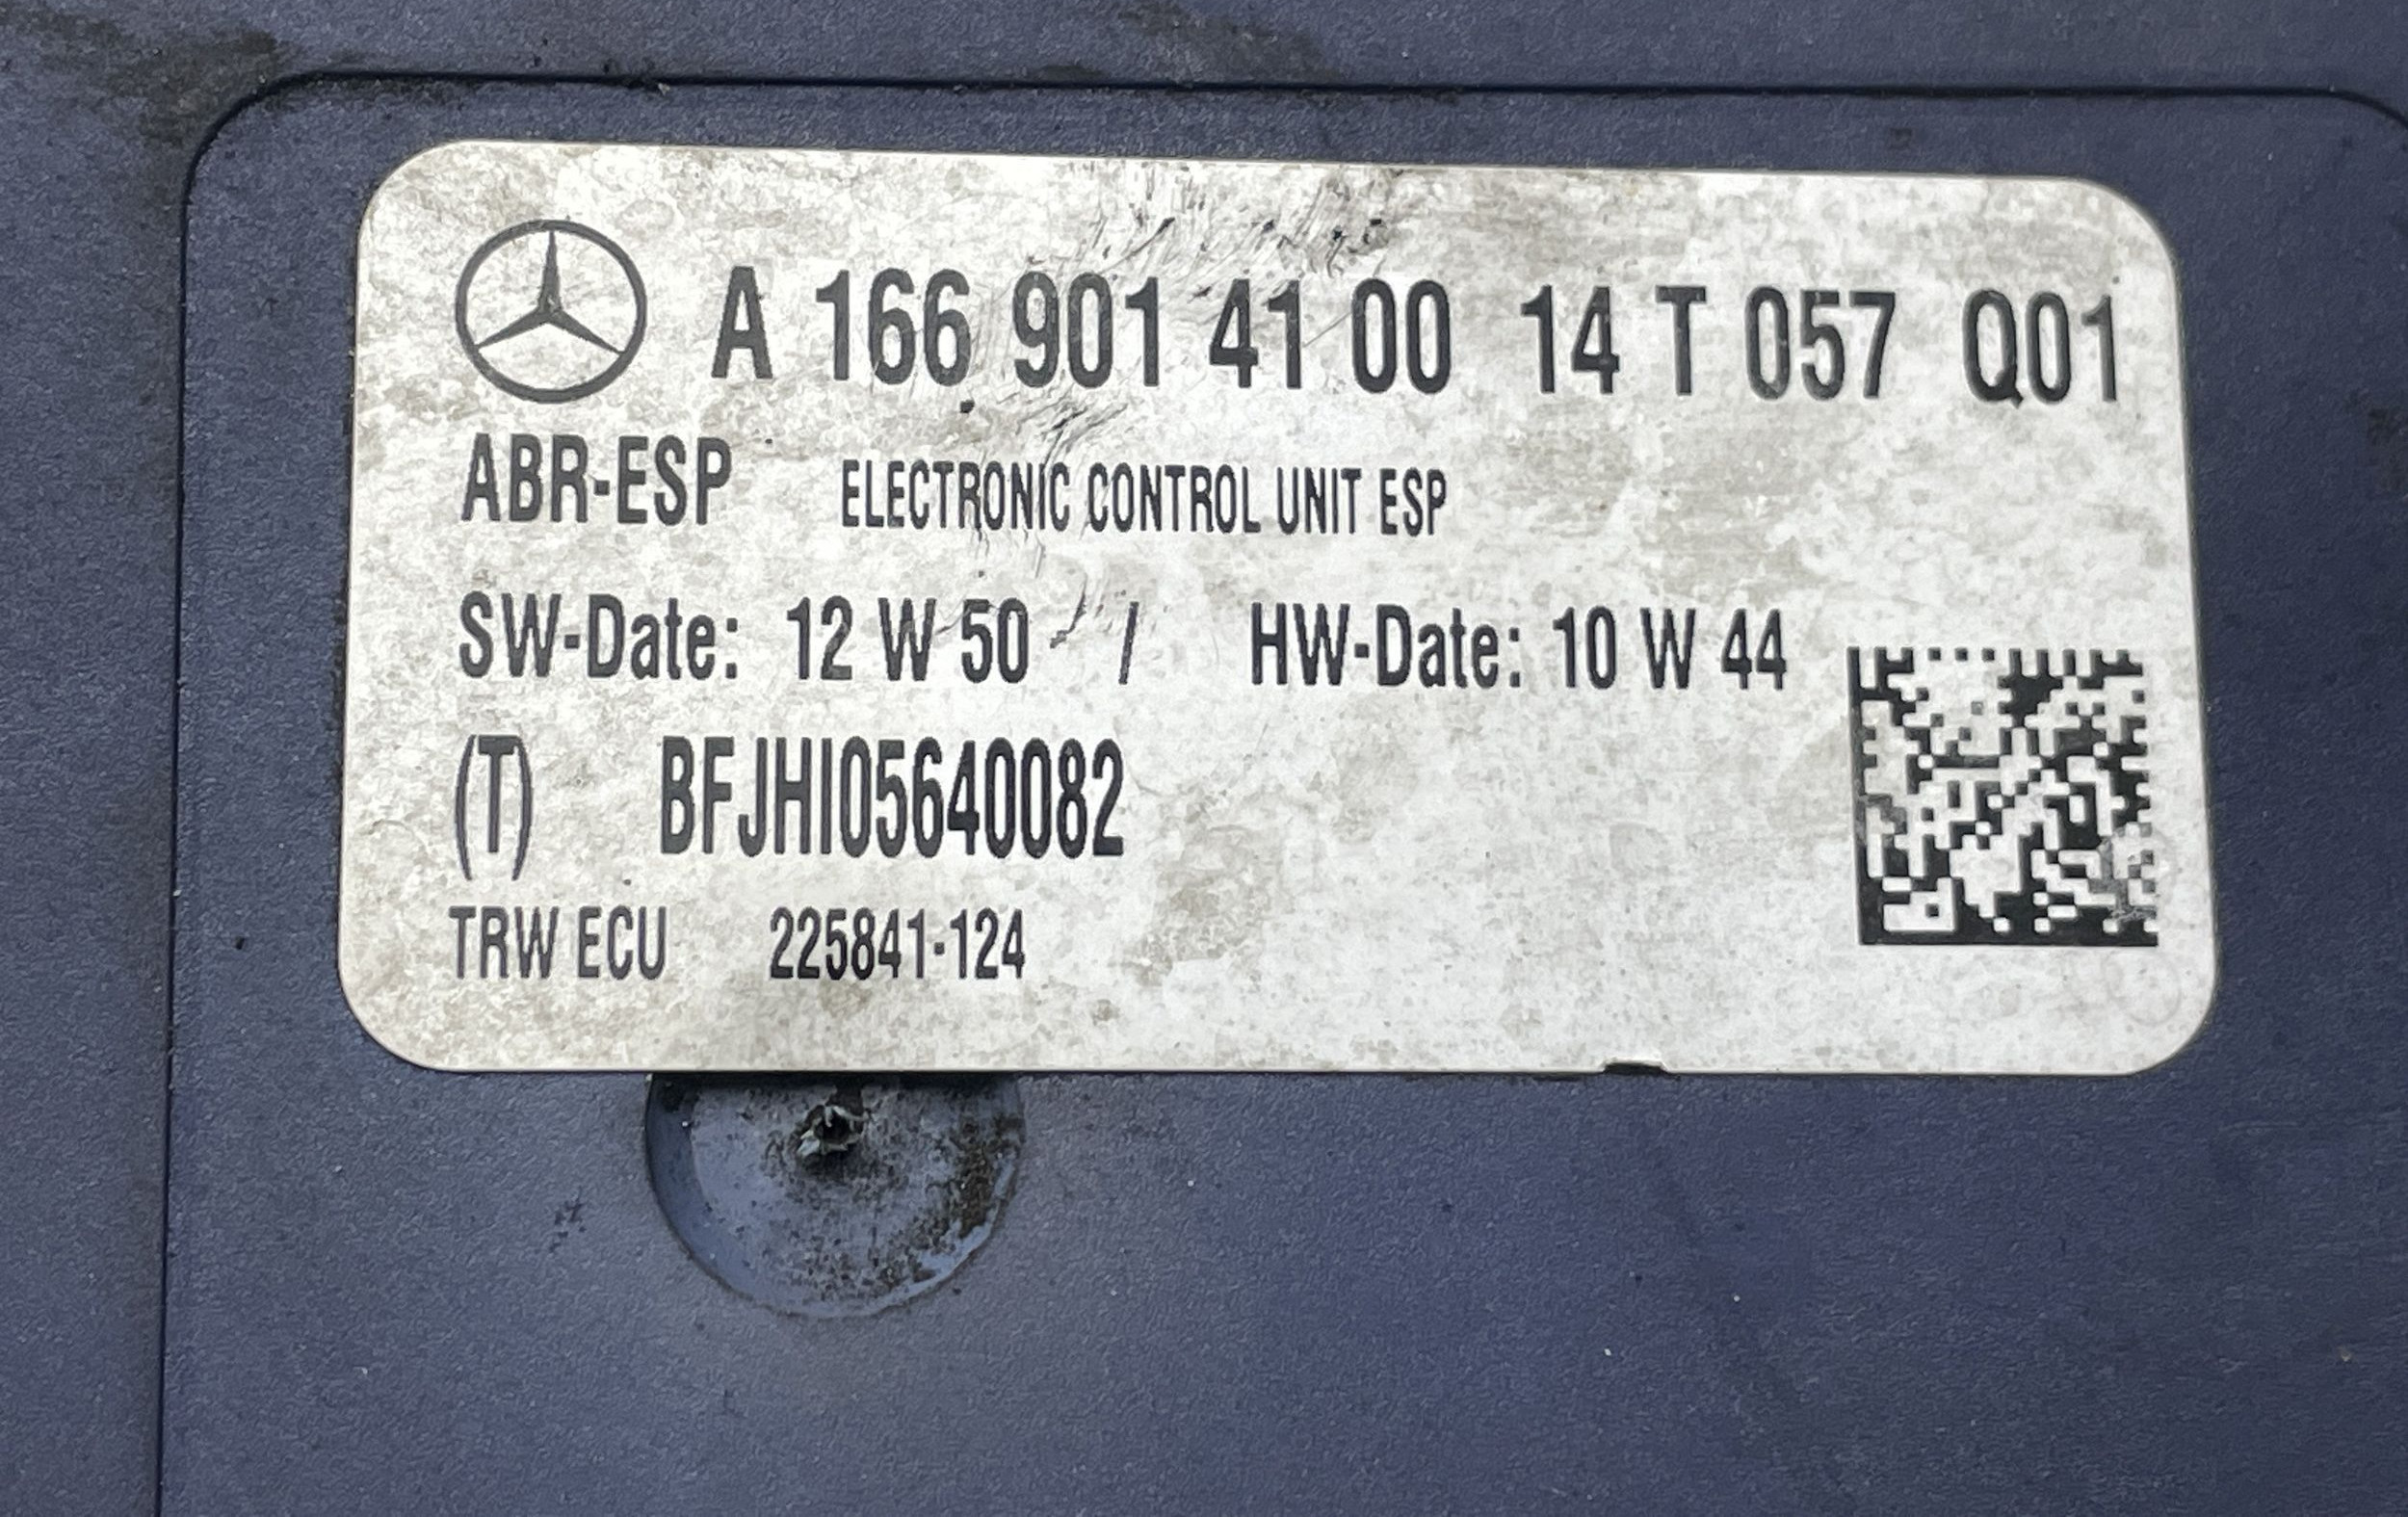 A 166 901 41 00 14 T 057 Q01
ABR-ESP ELECTRONIC CONTROL UNIT ESP
SW-Date: 12 W 50 / HW-Date: 10 W 44
(T) BFJHI05640082
TRW ECU 225841-124